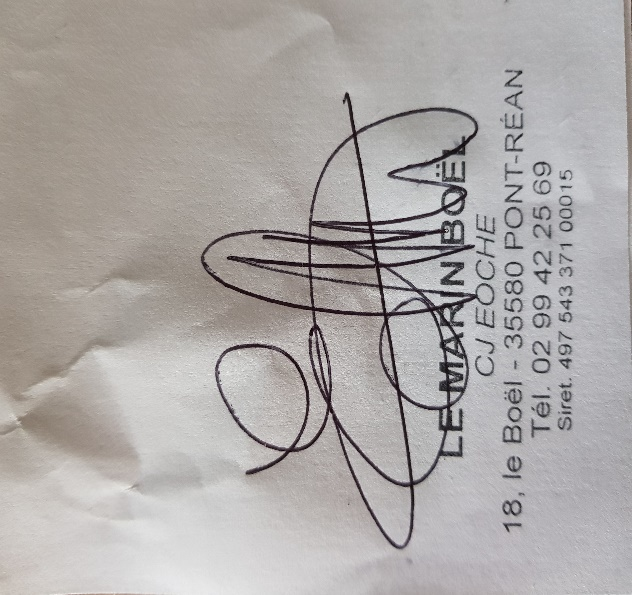 LE MARIN BOËL
CJ EOCHE
18, le Boël - 35580 PONT-RÉAN
Tél. 02 99 42 25 69
Siret. 497 543 371 00015